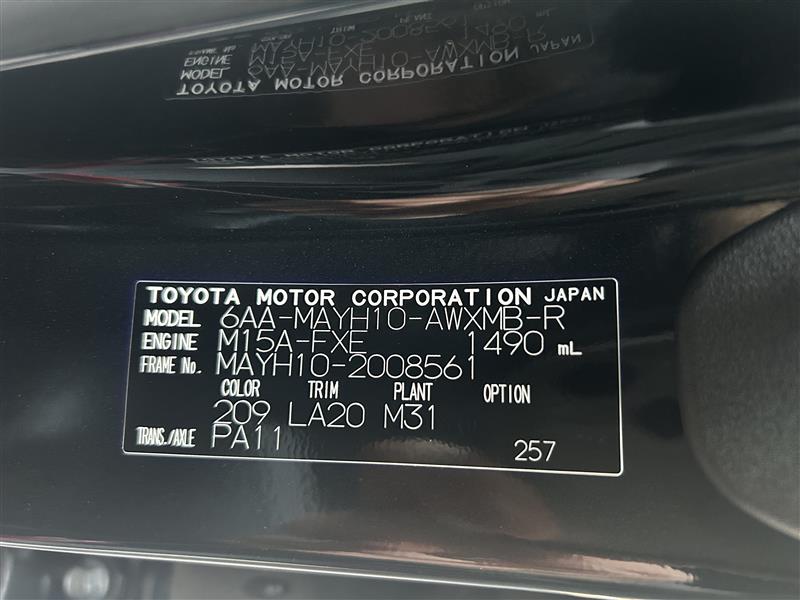 TOYOTA MOTOR CORPORATION JAPAN
MODEL 6AA-MAYH10-AWXMB-R
ENGINE M15A-FXE 1490 mL
FRAME No. MAYH10-2008561
COLOR TRIM PLANT OPTION
209 LA20 M31
TRANS./AXLE PA11 257